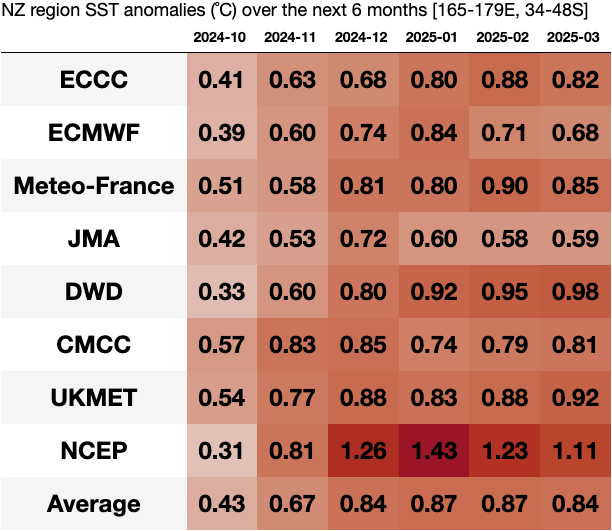 NZ region SST anomalies (℃) over the next 6 months [165-179E, 34-48S]
2024-10 2024-11 2024-12 2025-01 2025-02 2025-03
ECCC 0.41 0.63 0.68 0.80 0.88 0.82
ECMWF 0.39 0.60 0.74 0.84 0.71 0.68
Meteo-France 0.51 0.58 0.81 0.80 0.90 0.85
JMA 0.42 0.53 0.72 0.60 0.58 0.59
DWD 0.33 0.60 0.80 0.92 0.95 0.98
CMCC 0.57 0.83 0.85 0.74 0.79 0.81
UKMET 0.54 0.77 0.88 0.83 0.88 0.92
NCEP 0.31 0.81 1.26 1.43 1.23 1.11
Average 0.43 0.67 0.84 0.87 0.87 0.84